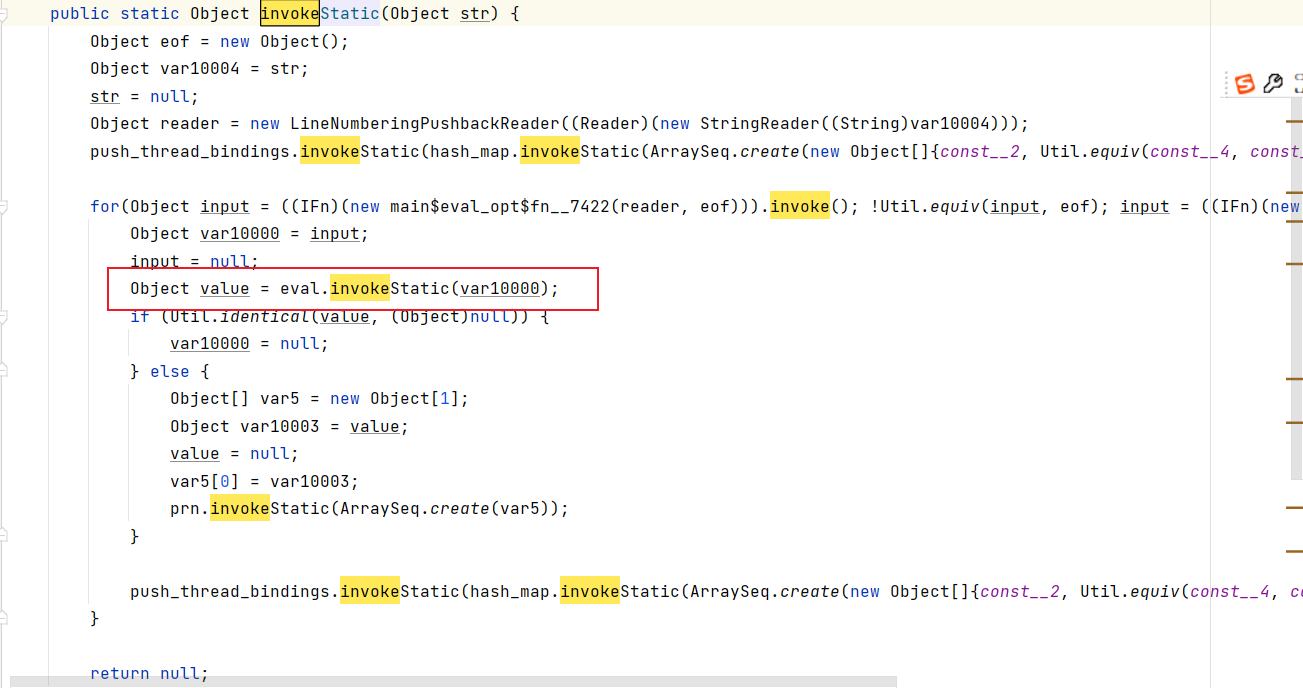 public static Object invokeStatic(Object str) {
Object eof = new Object();
Object var10004 = str;
str = null;
Object reader = new LineNumberingPushbackReader((Reader)(new StringReader((String)var10004)));
push_thread_bindings.invokeStatic(hash_map.invokeStatic(ArraySeq.create(new Object[]{const__2, Util.equiv(const__4, const_
for(Object input = ((IFn)(new main$eval_opt$fn__7422(reader, eof))).invoke(); !Util.equiv(input, eof); input = ((IFn)(new
Object var10000 = input;
input = null;
Object value = eval.invokeStatic(var10000);
if (Util.identical(value, (Object)null)) {
var10000 = null;
} else {
Object[] var5 = new Object[1];
Object var10003 = value;
value = null;
var5[0] = var10003;
prn.invokeStatic(ArraySeq.create(var5));
}
push_thread_bindings.invokeStatic(hash_map.invokeStatic(ArraySeq.create(new Object[]{const__2, Util.equiv(const__4, co
}
return null;